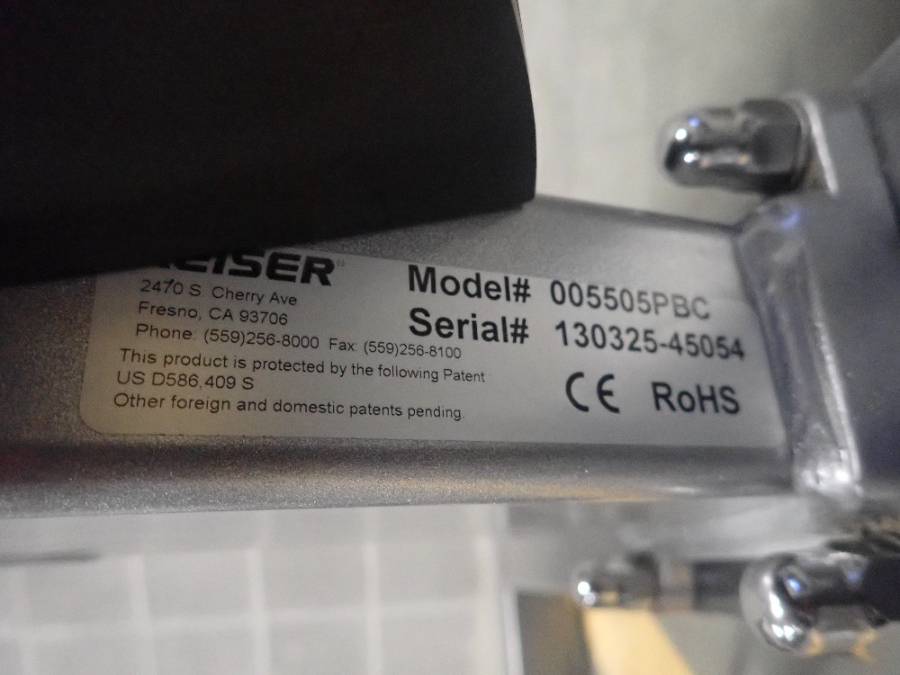 KEISER
2470 S. Cherry Ave
Fresno, CA 93706
Phone: (559)256-8000 Fax: (559)256-8100
This product is protected by the following Patent
US D586,409 S
Other foreign and domestic patents pending.
Model# 005505PBC
Serial# 130325-45054
CE RoHS